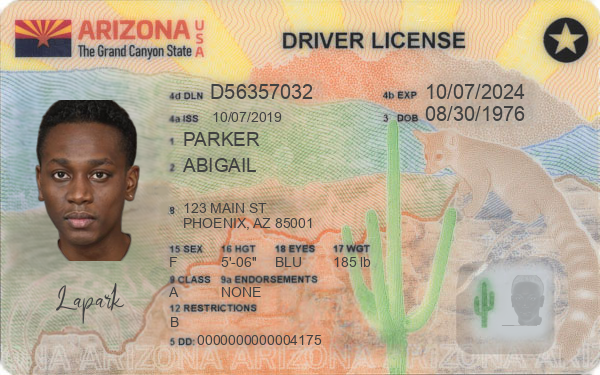 ARIZONA USA
The Grand Canyon State
DRIVER LICENSE
4d DLN D56357032
4b EXP 10/07/2024
4a ISS 10/07/2019
3 DOB 08/30/1976
1 PARKER
2 ABIGAIL
8 123 MAIN ST
PHOENIX, AZ 85001
15 SEX 16 HGT 18 EYES 17 WGT
F 5'-06" BLU 185 lb
9 CLASS 9a ENDORSEMENTS
A NONE
12 RESTRICTIONS
B
5 DD: 0000000000004175
Lapark
ARIZONA ARIZONA ARIZONA ARIZONA